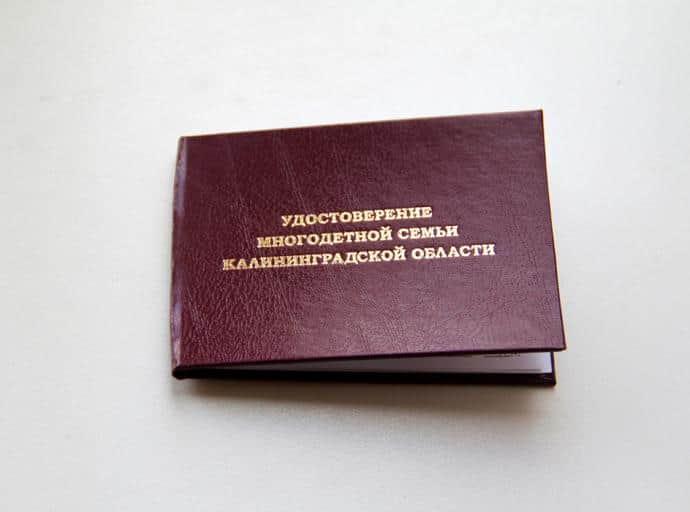 УДОСТОВЕРЕНИЕ
МНОГОДЕТНОЙ СЕМЬИ
КАЛИНИНГРАДСКОЙ ОБЛАСТИ